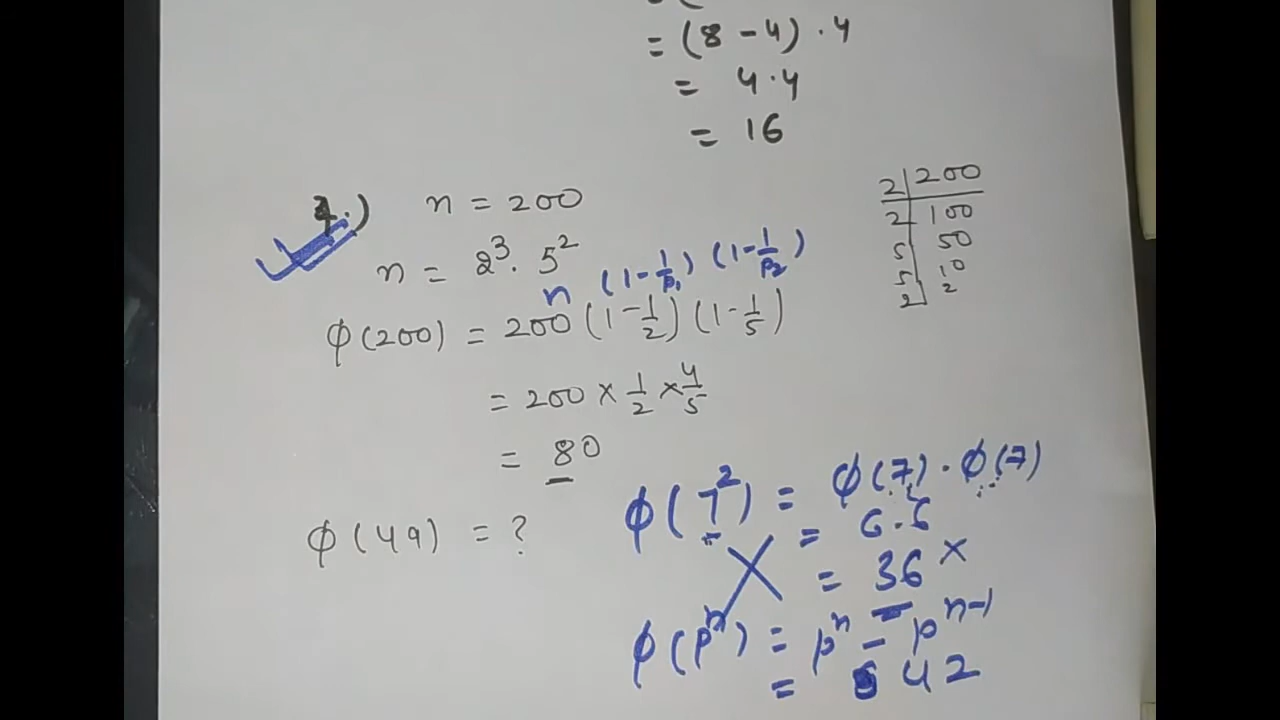 = (8 - 4) · 4
= 4 · 4
= 16
n = 200
n = 2³ · 5²
n (1 - 1/p₁) (1 - 1/p₂)
φ(200) = 200 (1 - 1/2) (1 - 1/5)
= 200 × 1/2 × 4/5
= 80
2 | 200
2 | 100
5 | 50
5 | 10
2 | 2
φ(49) = ?
φ(7²) = φ(7) · φ(7)
= 6 · 6
= 36 ×
φ(pⁿ) = pⁿ - pⁿ⁻¹
= 42